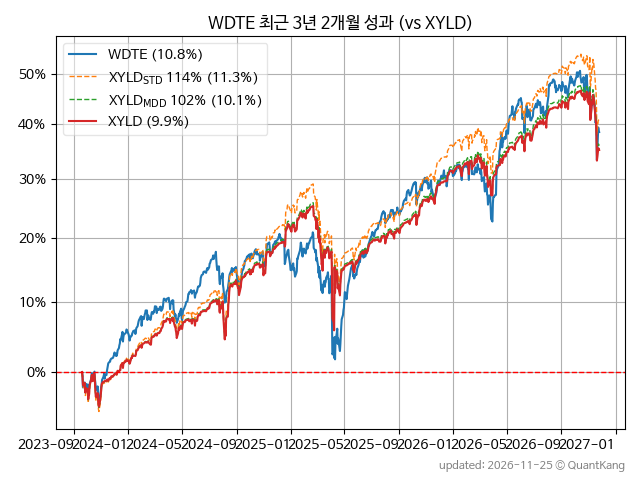 WDTE 최근 3년 2개월 성과 (vs XYLD)
WDTE (10.8%)
XYLDSTD 114% (11.3%)
XYLDMDD 102% (10.1%)
XYLD (9.9%)
50%
40%
30%
20%
10%
0%
2023-09 2024-01 2024-05 2024-09 2025-01 2025-05 2025-09 2026-01 2026-05 2026-09 2027-01
updated: 2026-11-25 © QuantKang